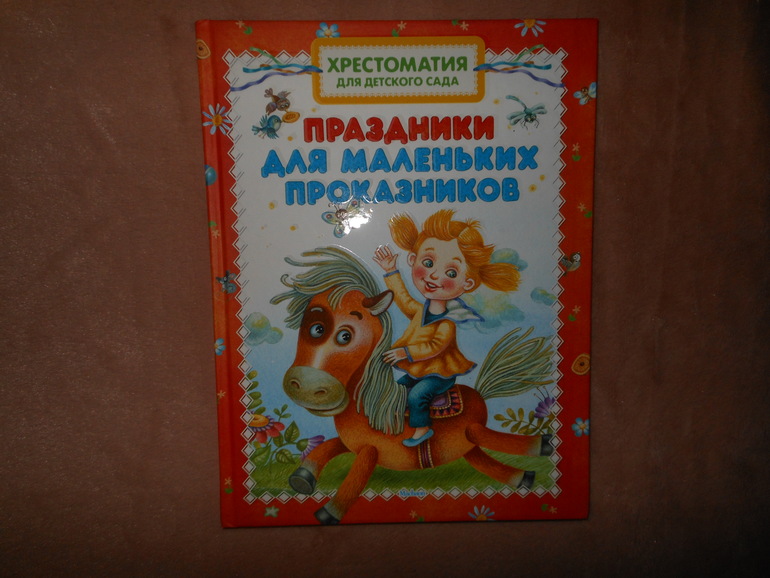 ХРЕСТОМАТИЯ
ДЛЯ ДЕТСКОГО САДА
ПРАЗДНИКИ
ДЛЯ МАЛЕНЬКИХ
ПРОКАЗНИКОВ